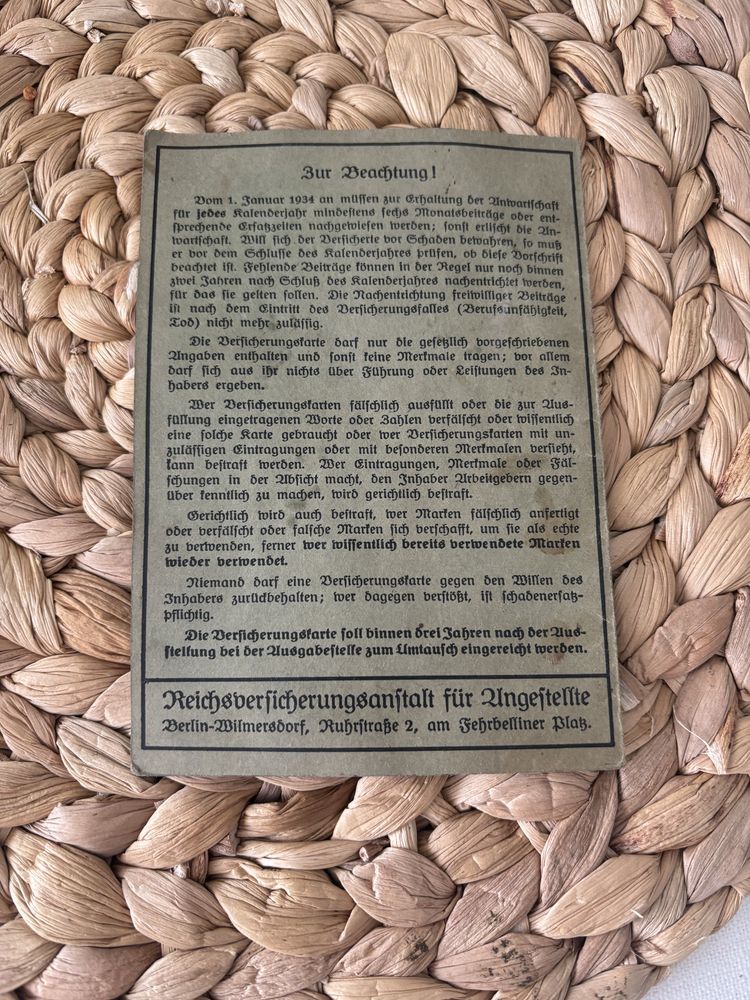 Zur Beachtung!
Vom 1. Januar 1934 an müssen zur Erhaltung der Anwartschaft
für jedes Kalenderjahr mindestens sechs Monatsbeiträge oder ent-
sprechende Ersatzzeiten nachgewiesen werden; sonst erlischt die An-
wartschaft. Will sich der Versicherte vor Schaden bewahren, so muß
er vor dem Schlusse des Kalenderjahres prüfen, ob diese Vorschrift
beachtet ist. Fehlende Beiträge können in der Regel nur noch binnen
zwei Jahren nach Schluß des Kalenderjahres nachentrichtet werden,
für das sie gelten sollen. Die Nachentrichtung freiwilliger Beiträge
ist nach dem Eintritt des Versicherungsfalles (Berufsunfähigkeit,
Tod) nicht mehr zulässig.
Die Versicherungskarte darf nur die gesetzlich vorgeschriebenen
Angaben enthalten und sonst keine Merkmale tragen; vor allem
darf sich aus ihr nichts über Führung oder Leistungen des In-
habers ergeben.
Wer Versicherungskarten fälschlich ausfüllt oder die zur Aus-
füllung eingetragenen Worte oder Zahlen verfälscht oder wissentlich
eine solche Karte gebraucht oder wer Versicherungskarten mit un-
zulässigen Eintragungen oder mit besonderen Merkmalen versieht,
kann bestraft werden. Wer Eintragungen, Merkmale oder Fäl-
schungen in der Absicht macht, den Inhaber Arbeitgebern gegen-
über kenntlich zu machen, wird gerichtlich bestraft.
Gerichtlich wird auch bestraft, wer Marken fälschlich anfertigt
oder verfälscht oder falsche Marken sich verschafft, um sie als echte
zu verwenden, ferner wer wissentlich bereits verwendete Marken
wieder verwendet.
Niemand darf eine Versicherungskarte gegen den Willen des
Inhabers zurückbehalten; wer dagegen verstößt, ist schadenersatz-
pflichtig.
Die Versicherungskarte soll binnen drei Jahren nach der Aus-
stellung bei der Ausgabestelle zum Umtausch eingereicht werden.
Reichsversicherungsanstalt für Angestellte
Berlin-Wilmersdorf, Ruhrstraße 2, am Fehrbelliner Platz.